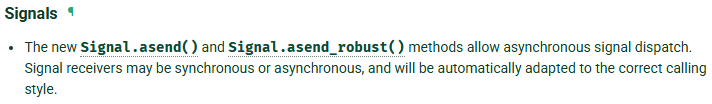 Signals ¶
• The new Signal.asend() and Signal.asend_robust() methods allow asynchronous signal dispatch.
Signal receivers may be synchronous or asynchronous, and will be automatically adapted to the correct calling
style.